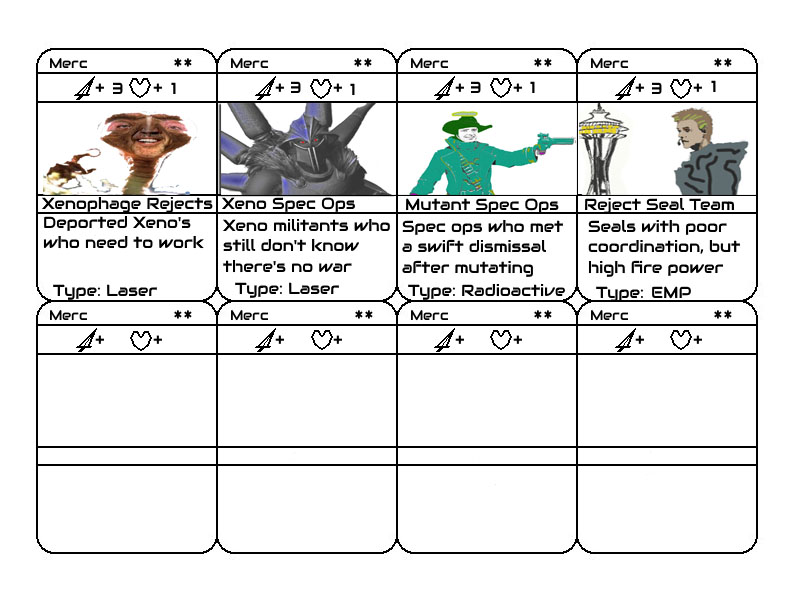 Merc **
+ 3 + 1
Xenophage Rejects
Deported Xeno's
who need to work
Type: Laser
Merc **
+ 3 + 1
Xeno Spec Ops
Xeno militants who
still don't know
there's no war
Type: Laser
Merc **
+ 3 + 1
Mutant Spec Ops
Spec ops who met
a swift dismissal
after mutating
Type: Radioactive
Merc **
+ 3 + 1
Reject Seal Team
Seals with poor
coordination, but
high fire power
Type: EMP
Merc **
+ +
Merc **
+ +
Merc **
+ +
Merc **
+ +